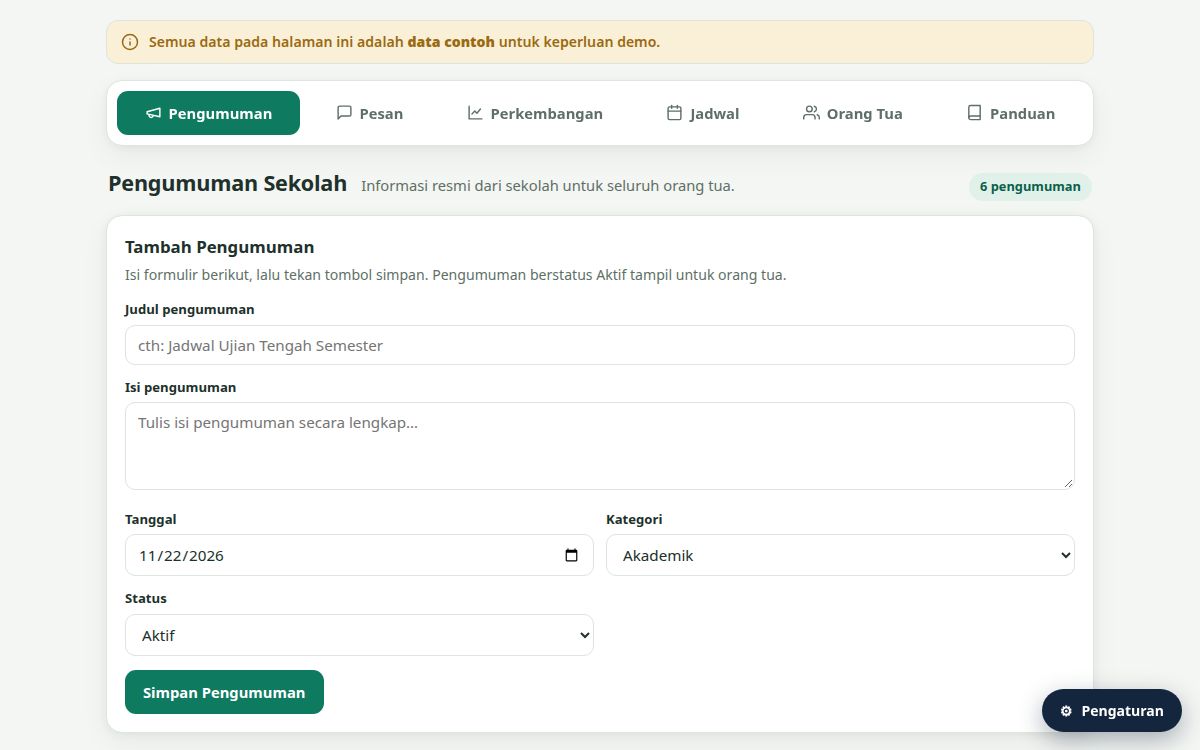 Semua data pada halaman ini adalah data contoh untuk keperluan demo.
Pengumuman
Pesan
Perkembangan
Jadwal
Orang Tua
Panduan
Pengumuman Sekolah
Informasi resmi dari sekolah untuk seluruh orang tua.
6 pengumuman
Tambah Pengumuman
Isi formulir berikut, lalu tekan tombol simpan. Pengumuman berstatus Aktif tampil untuk orang tua.
Judul pengumuman
cth: Jadwal Ujian Tengah Semester
Isi pengumuman
Tulis isi pengumuman secara lengkap...
Tanggal
11/22/2026
Kategori
Akademik
Status
Aktif
Simpan Pengumuman
Pengaturan